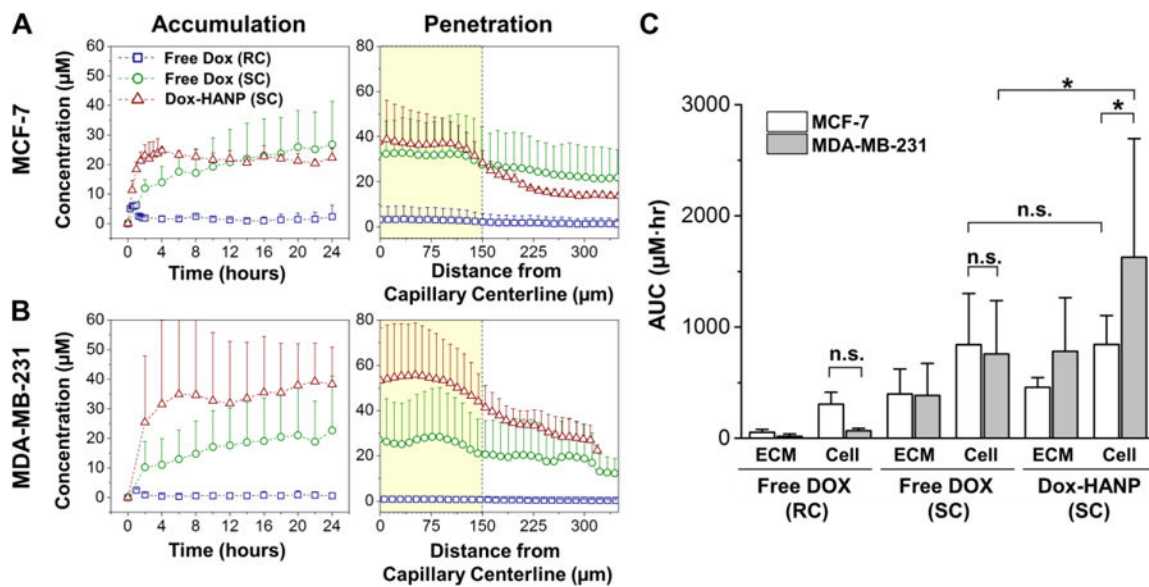 A
Accumulation
Penetration
MCF-7
Concentration (µM)
60
50
40
30
20
10
0
Free Dox (RC)
Free Dox (SC)
Dox-HANP (SC)
0 4 8 12 16 20 24
Time (hours)
80
60
40
20
0
0 75 150 225 300
Distance from
Capillary Centerline (µm)
B
MDA-MB-231
Concentration (µM)
60
50
40
30
20
10
0
0 4 8 12 16 20 24
Time (hours)
80
60
40
20
0
0 75 150 225 300
Distance from
Capillary Centerline (µm)
C
AUC (µM·hr)
3000
2000
1000
0
MCF-7
MDA-MB-231
*
*
n.s.
n.s.
n.s.
ECM Cell ECM Cell ECM Cell
Free DOX Free DOX Dox-HANP
(RC) (SC) (SC)